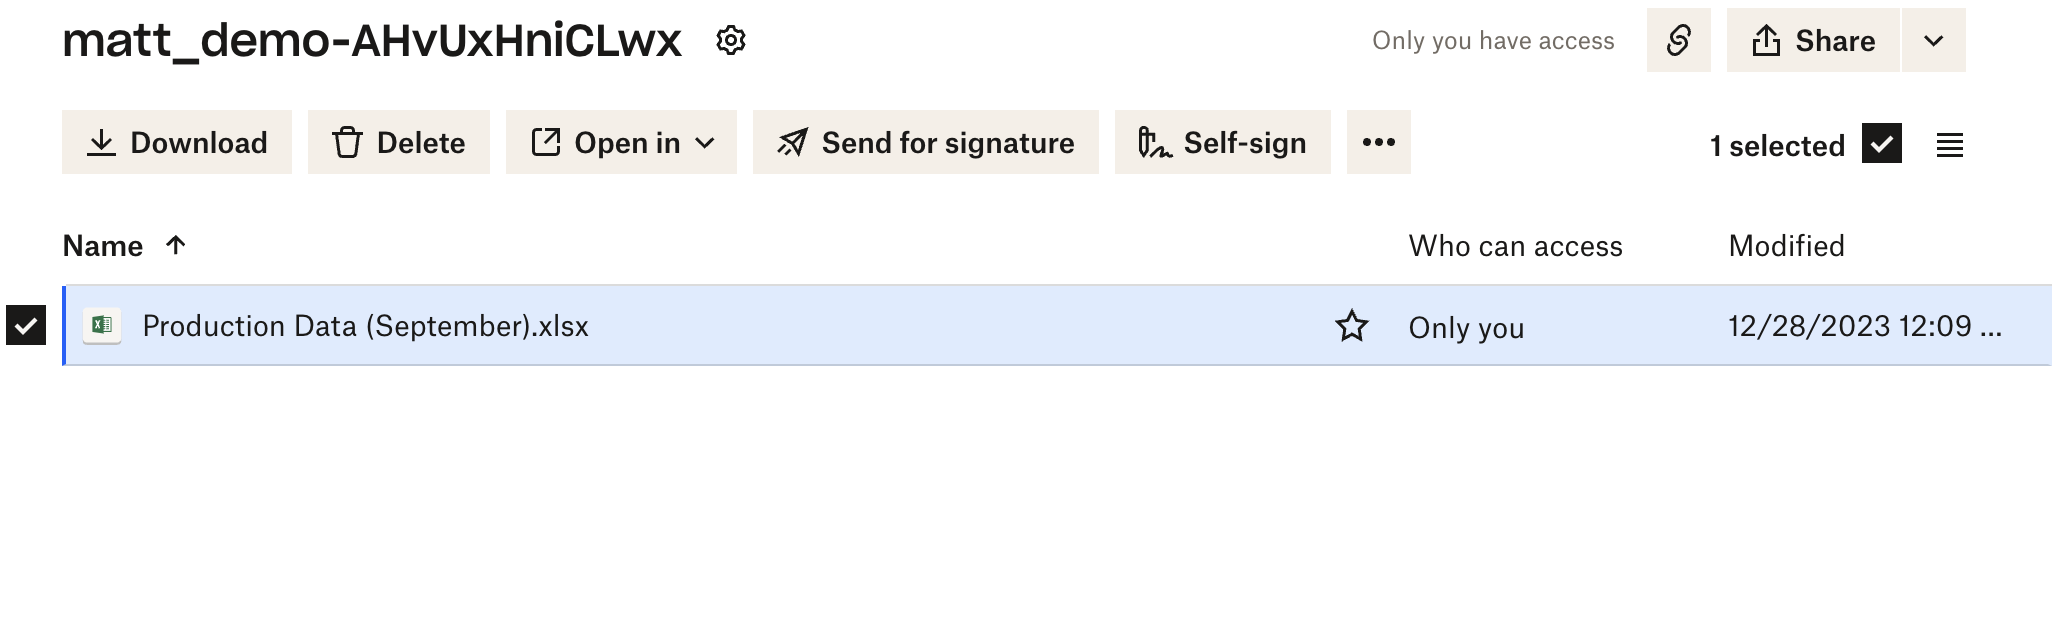 matt_demo-AHvUxHniCLwx
Only you have access
Share
Download
Delete
Open in
Send for signature
Self-sign
1 selected
Name
Who can access
Modified
Production Data (September).xlsx
Only you
12/28/2023 12:09 ...